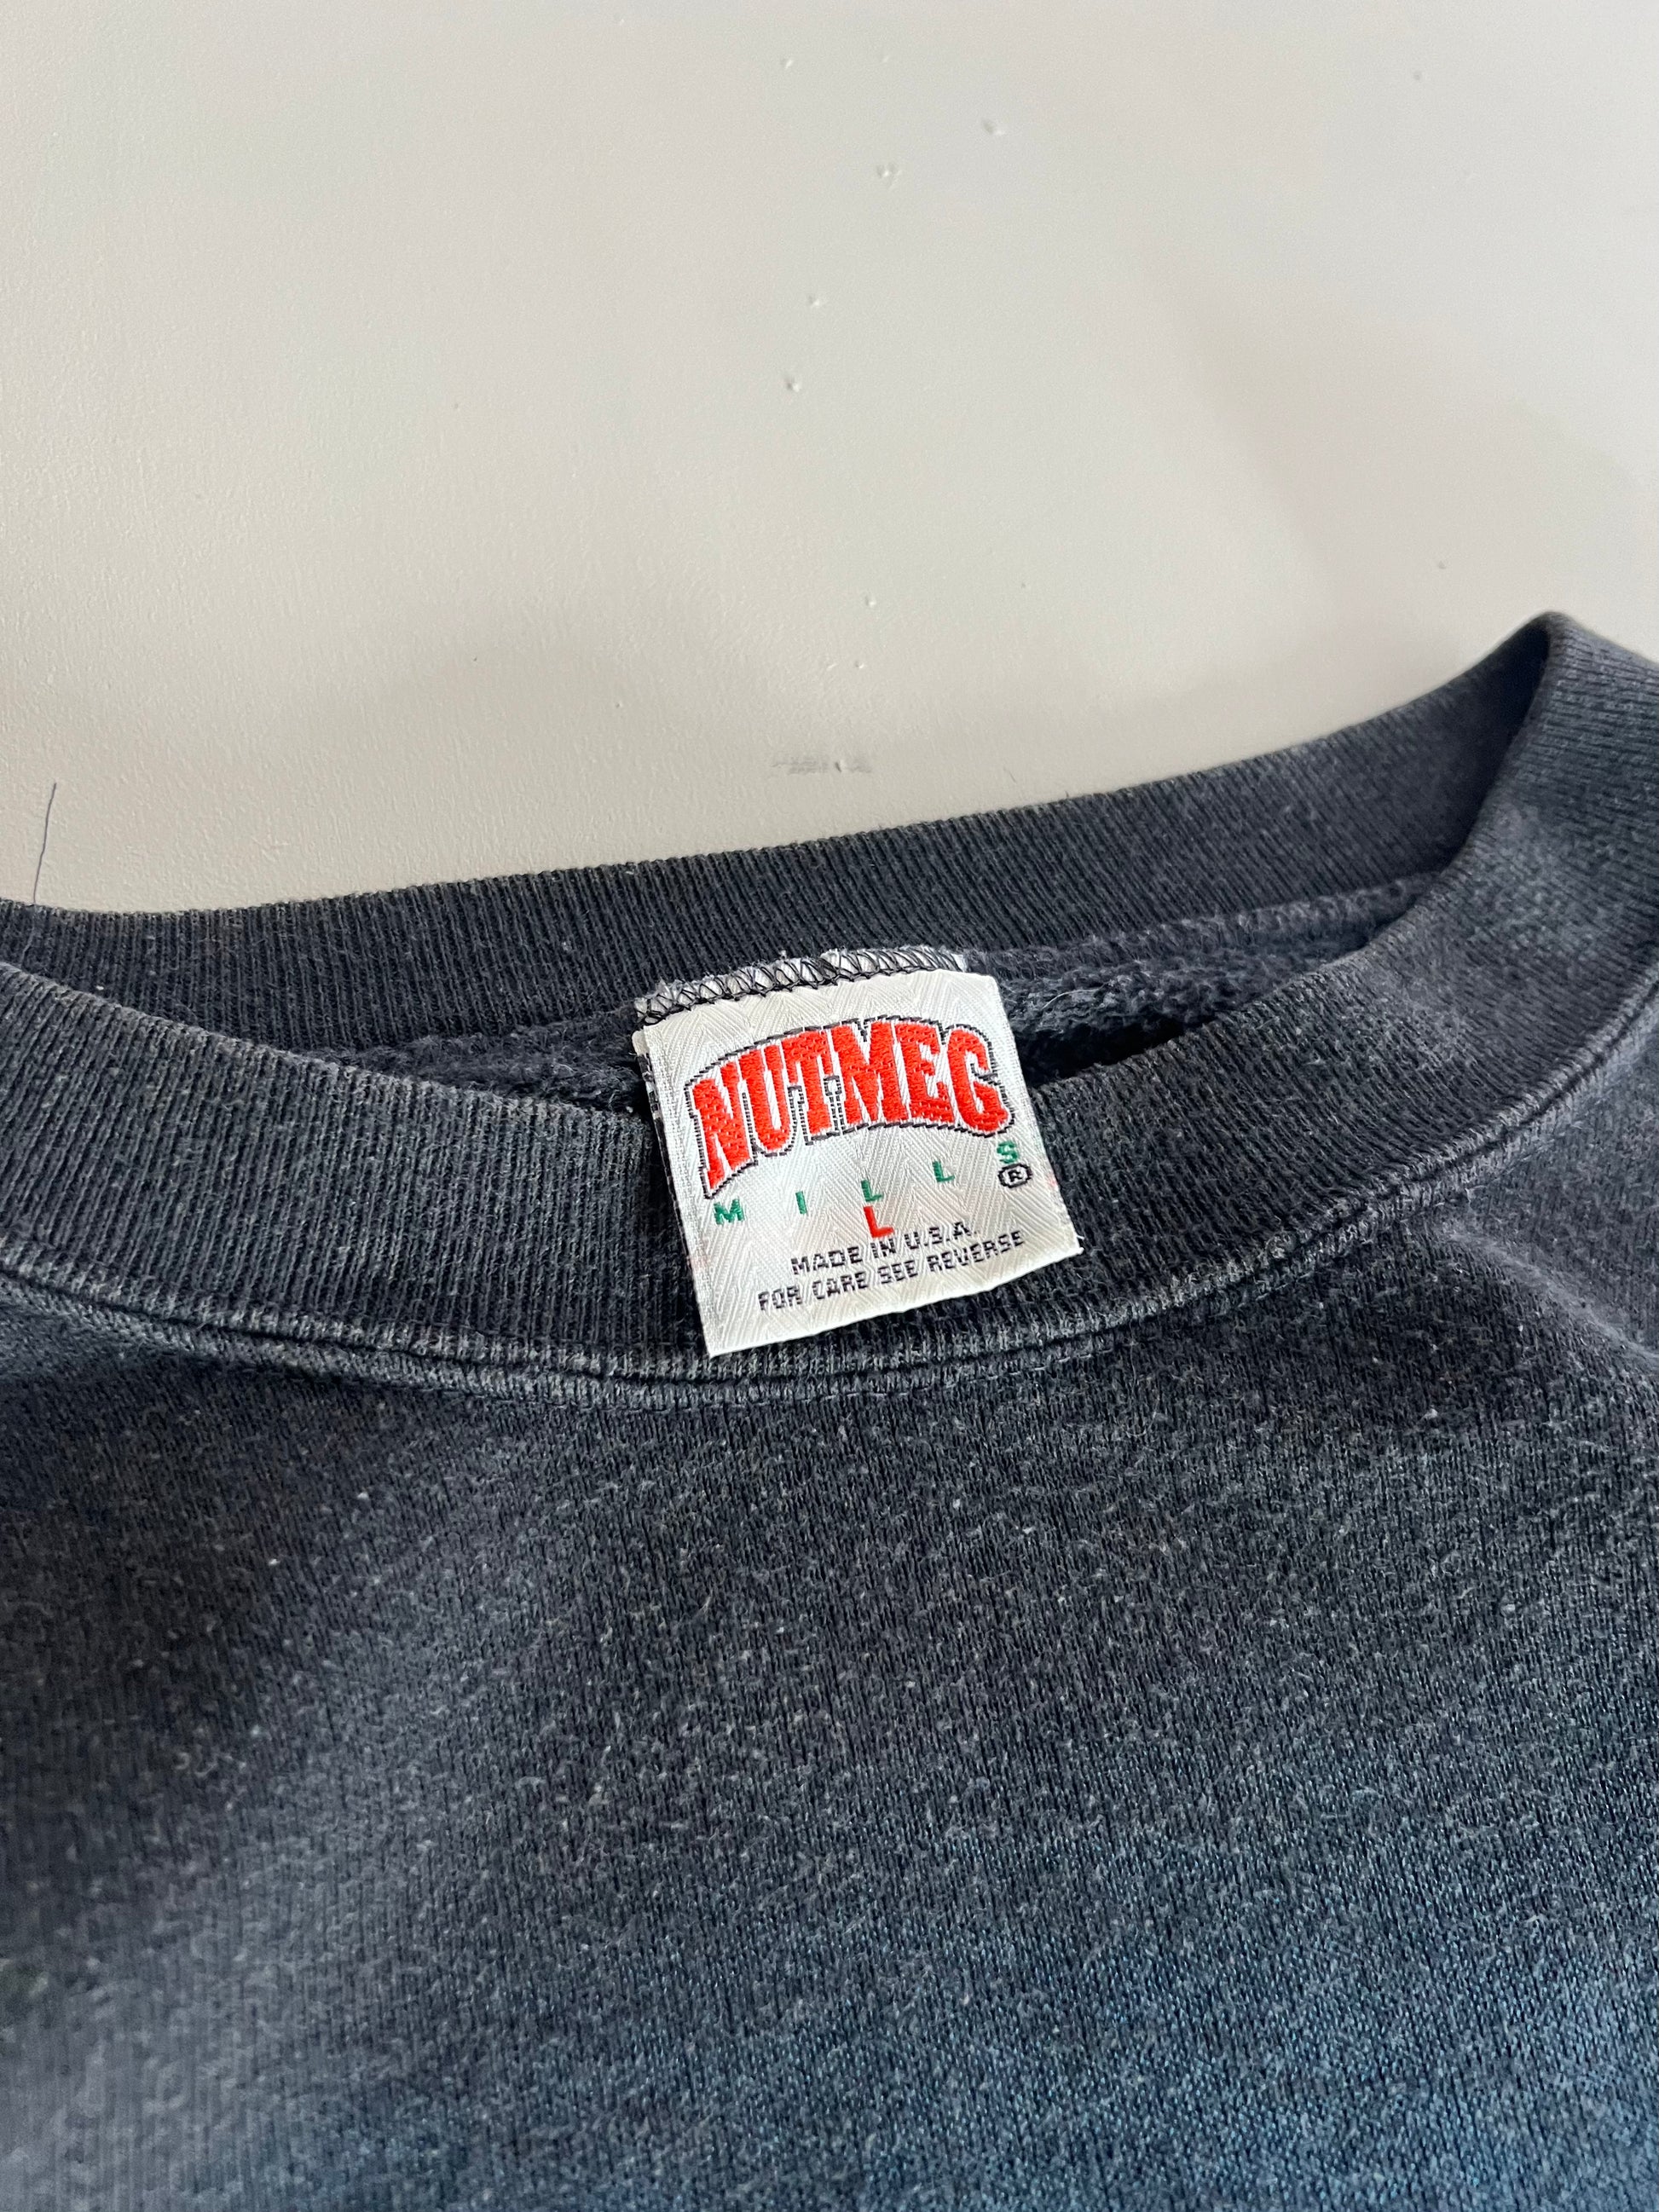 NUTMEG
MILLS ®
L
MADE IN U.S.A.
FOR CARE SEE REVERSE